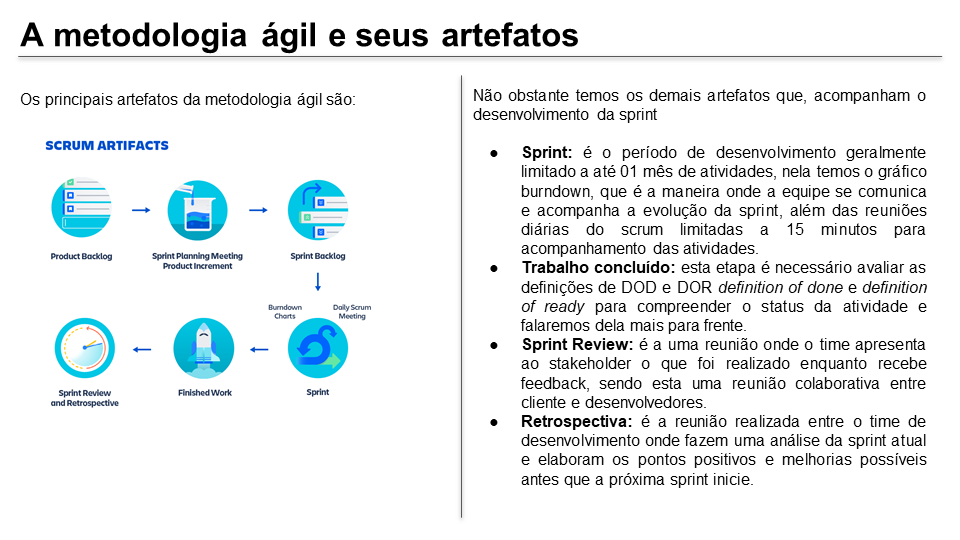 A metodologia ágil e seus artefatos
Os principais artefatos da metodologia ágil são:
SCRUM ARTIFACTS
Product Backlog
Sprint Planning Meeting
Product Increment
Sprint Backlog
Burndown
Charts
Daily Scrum
Meeting
Sprint Review
and Retrospective
Finished Work
Sprint
Não obstante temos os demais artefatos que, acompanham o
desenvolvimento da sprint
● Sprint: é o período de desenvolvimento geralmente
limitado a até 01 mês de atividades, nela temos o gráfico
burndown, que é a maneira onde a equipe se comunica
e acompanha a evolução da sprint, além das reuniões
diárias do scrum limitadas a 15 minutos para
acompanhamento das atividades.
● Trabalho concluído: esta etapa é necessário avaliar as
definições de DOD e DOR definition of done e definition
of ready para compreender o status da atividade e
falaremos dela mais para frente.
● Sprint Review: é a uma reunião onde o time apresenta
ao stakeholder o que foi realizado enquanto recebe
feedback, sendo esta uma reunião colaborativa entre
cliente e desenvolvedores.
● Retrospectiva: é a reunião realizada entre o time de
desenvolvimento onde fazem uma análise da sprint atual
e elaboram os pontos positivos e melhorias possíveis
antes que a próxima sprint inicie.